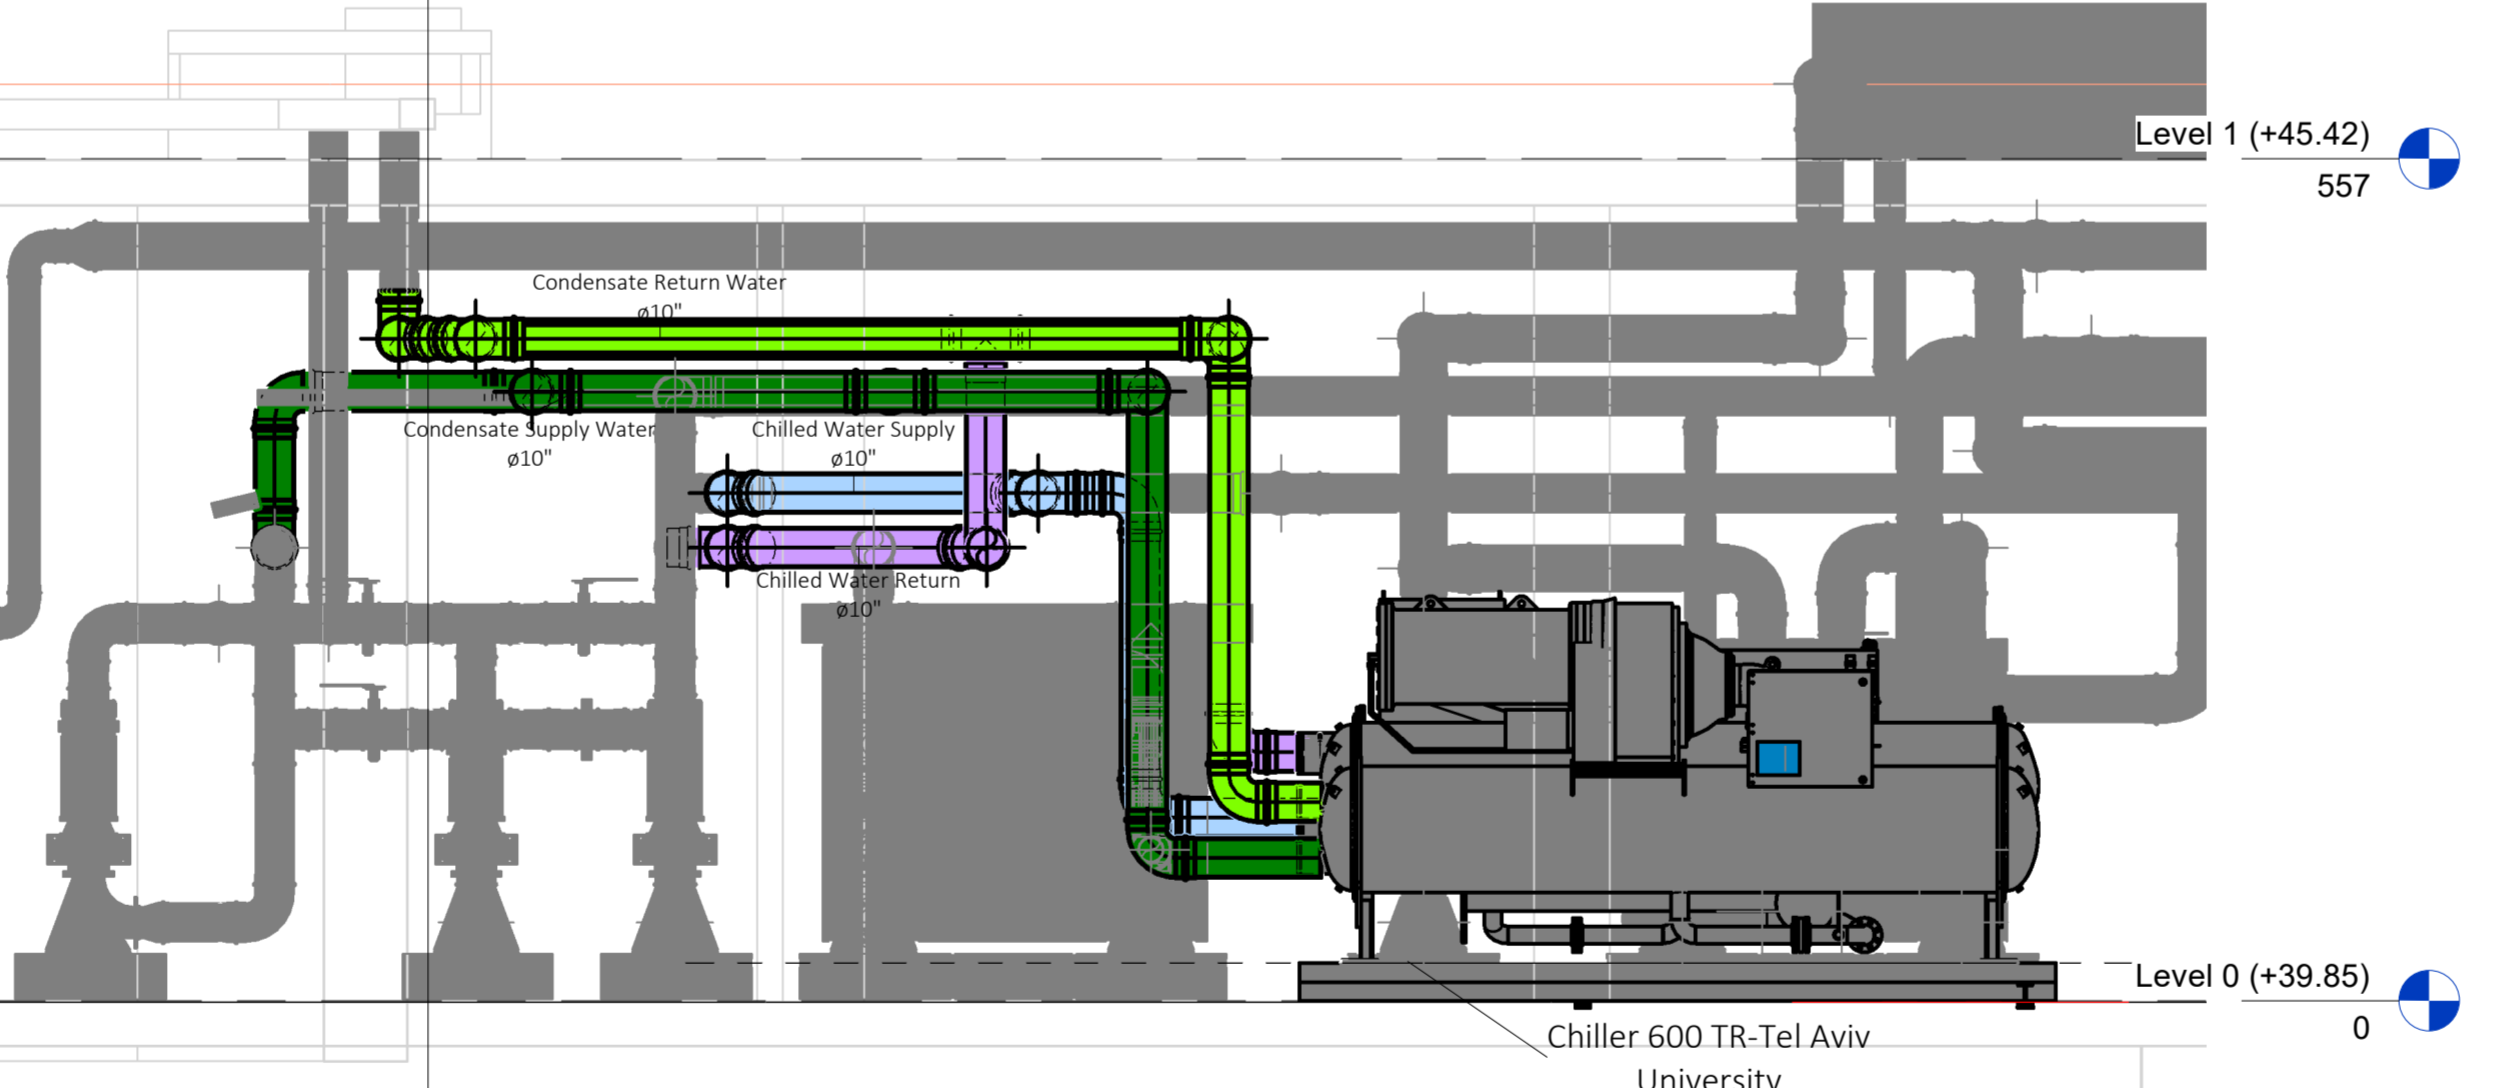 Level 1 (+45.42)
557
Condensate Return Water
ø10"
Condensate Supply Water
ø10"
Chilled Water Supply
ø10"
Chilled Water Return
ø10"
Level 0 (+39.85)
0
Chiller 600 TR-Tel Aviv
University